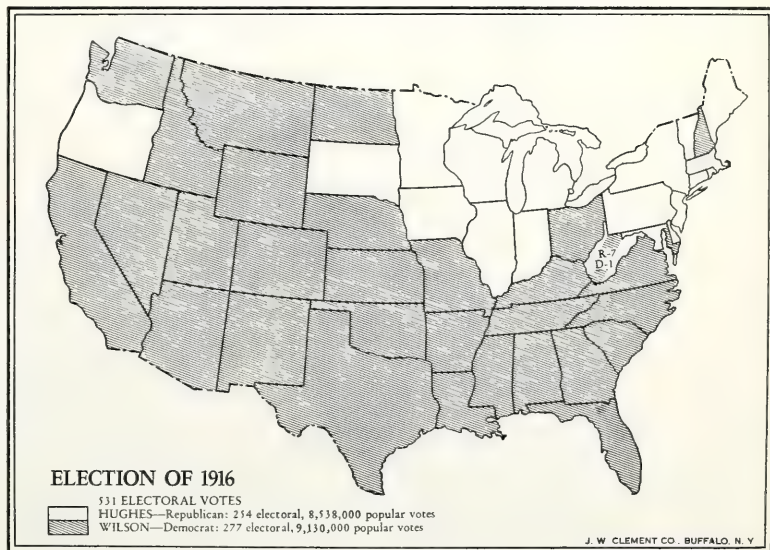 R-7
D-1
ELECTION OF 1916
531 ELECTORAL VOTES
HUGHES—Republican: 254 electoral, 8,538,000 popular votes
WILSON—Democrat: 277 electoral, 9,130,000 popular votes
J. W. CLEMENT CO. BUFFALO, N. Y